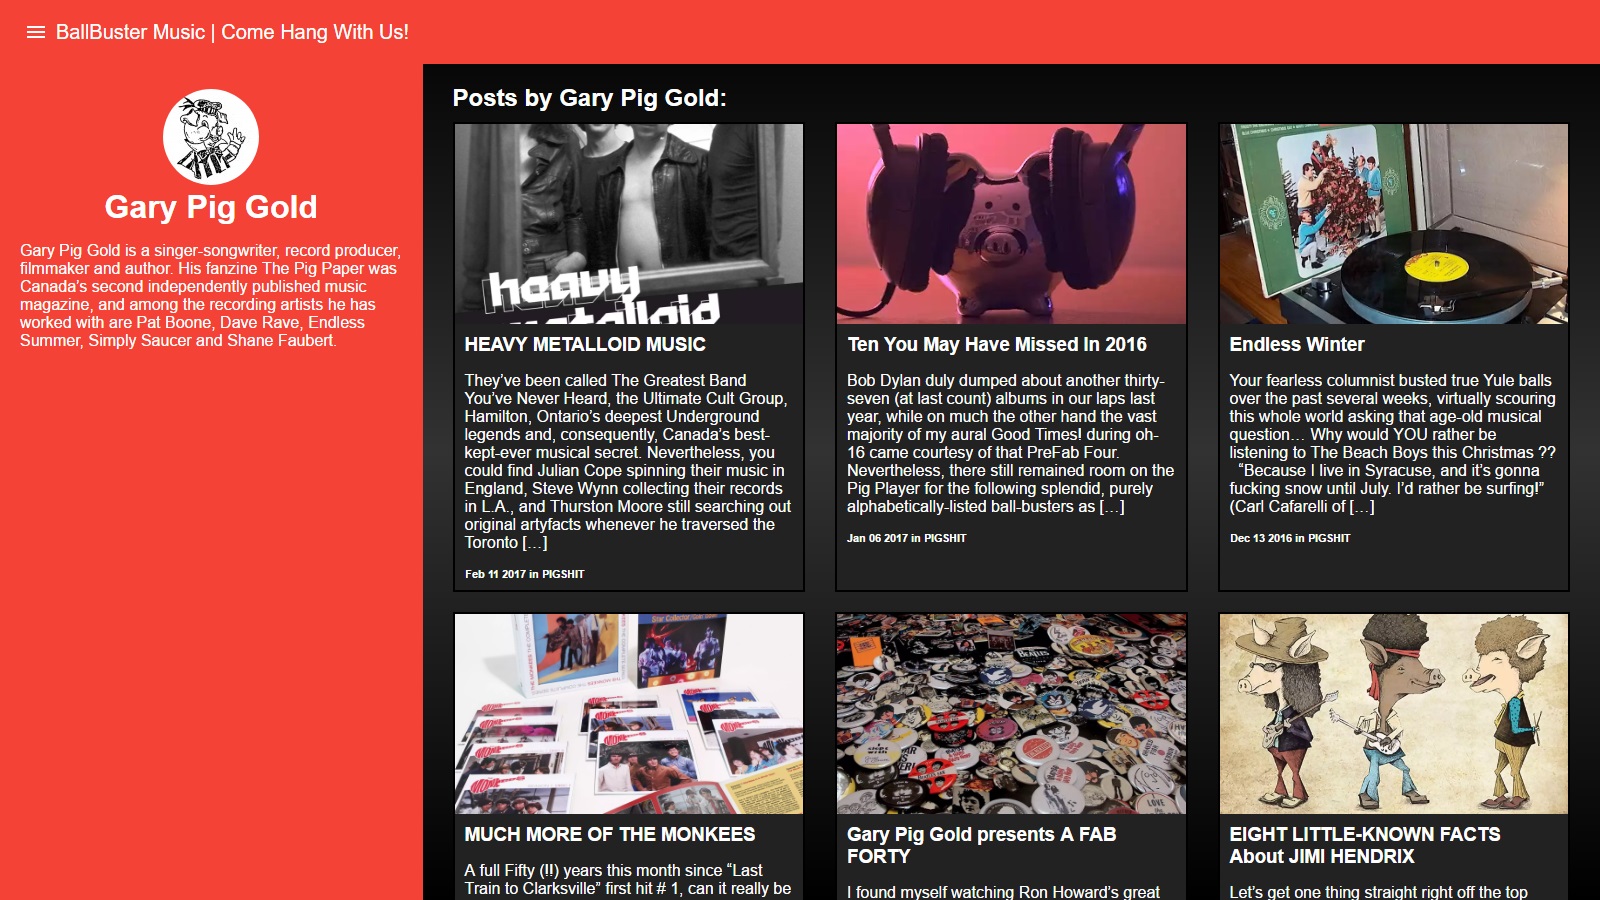 BallBuster Music | Come Hang With Us!
Gary Pig Gold
Gary Pig Gold is a singer-songwriter, record producer,
filmmaker and author. His fanzine The Pig Paper was
Canada’s second independently published music
magazine, and among the recording artists he has
worked with are Pat Boone, Dave Rave, Endless
Summer, Simply Saucer and Shane Faubert.
Posts by Gary Pig Gold:
heavy
metalloid
HEAVY METALLOID MUSIC
They’ve been called The Greatest Band
You’ve Never Heard, the Ultimate Cult Group,
Hamilton, Ontario’s deepest Underground
legends and, consequently, Canada’s best-
kept-ever musical secret. Nevertheless, you
could find Julian Cope spinning their music in
England, Steve Wynn collecting their records
in L.A., and Thurston Moore still searching out
original artyfacts whenever he traversed the
Toronto […]
Feb 11 2017 in PIGSHIT
Ten You May Have Missed In 2016
Bob Dylan duly dumped about another thirty-
seven (at last count) albums in our laps last
year, while on much the other hand the vast
majority of my aural Good Times! during oh-
16 came courtesy of that PreFab Four.
Nevertheless, there still remained room on the
Pig Player for the following splendid, purely
alphabetically-listed ball-busters as […]
Jan 06 2017 in PIGSHIT
Endless Winter
Your fearless columnist busted true Yule balls
over the past several weeks, virtually scouring
this whole world asking that age-old musical
question… Why would YOU rather be
listening to The Beach Boys this Christmas ??
“Because I live in Syracuse, and it’s gonna
fucking snow until July. I’d rather be surfing!”
(Carl Cafarelli of […]
Dec 13 2016 in PIGSHIT
MUCH MORE OF THE MONKEES
A full Fifty (!!) years this month since “Last
Train to Clarksville” first hit # 1, can it really be
BEATLES
LOVE
Gary Pig Gold presents A FAB
FORTY
I found myself watching Ron Howard’s great
EIGHT LITTLE-KNOWN FACTS
About JIMI HENDRIX
Let’s get one thing straight right off the top